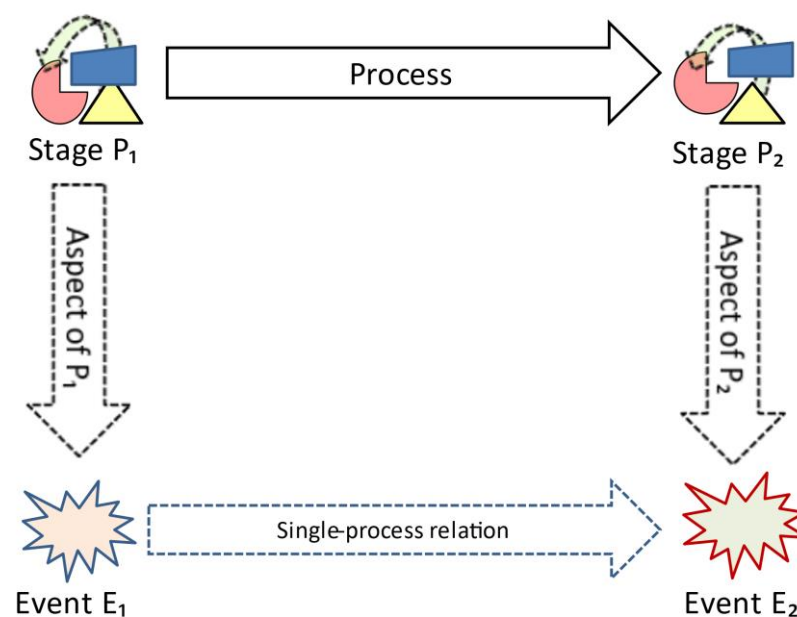 Process
Stage P₁
Stage P₂
Aspect of P₁
Aspect of P₂
Single-process relation
Event E₁
Event E₂